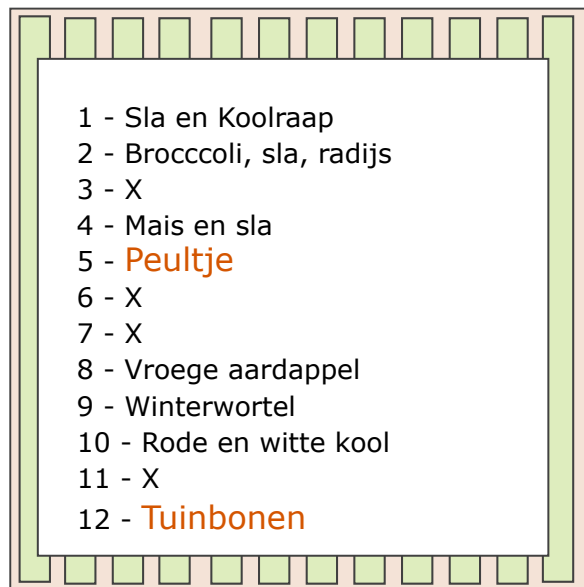 1 - Sla en Koolraap
2 - Brocccoli, sla, radijs
3 - X
4 - Mais en sla
5 - Peultje
6 - X
7 - X
8 - Vroege aardappel
9 - Winterwortel
10 - Rode en witte kool
11 - X
12 - Tuinbonen